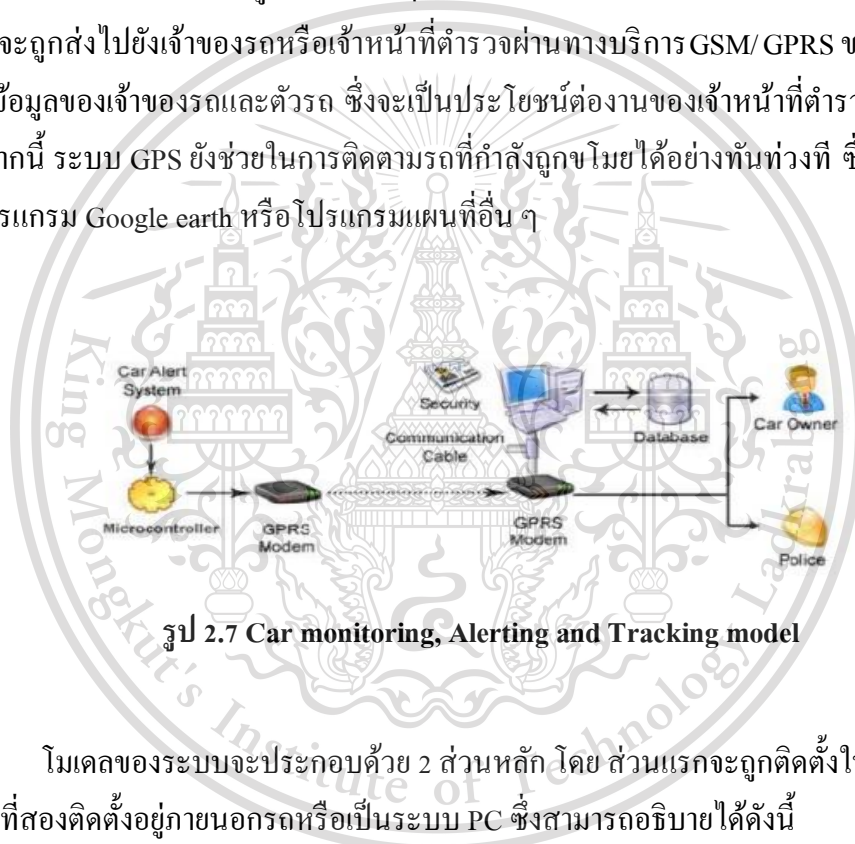 จะถูกส่งไปยังเจ้าของรถหรือเจ้าหน้าที่ตำรวจผ่านทางบริการ GSM/ GPRS
ข้อมูลของเจ้าของรถและตัวรถ ซึ่งจะเป็นประโยชน์ต่องานของเจ้าหน้าที่
ระบบ GPS ยังช่วยในการติดตามรถที่กำลังถูกขโมยได้อย่างทันท่วงที
Google earth หรือโปรแกรมแผนที่อื่น ๆ
Car Alert
System
Security
Communication
Cable
Database
Car Owner
Microcontroller
GPRS
Modem
GPRS
Modem
Police
รูป 2.7 Car monitoring, Alerting and Tracking model
โมเดลของระบบจะประกอบด้วย 2 ส่วนหลัก โดย ส่วนแรกจะถูกติดตั้ง
ที่สองติดตั้งอยู่ภายนอกรถหรือเป็นระบบ PC ซึ่งสามารถอธิบายได้ดังนี้
King Mongkut's Institute of Technology Ladkrabang